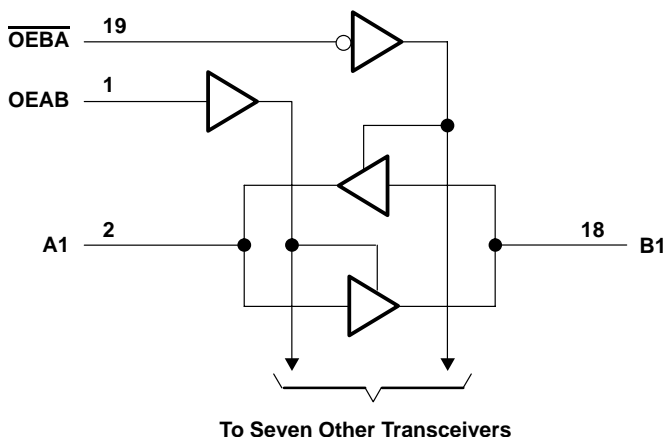 OEBA 19
OEAB 1
A1 2
18 B1
To Seven Other Transceivers